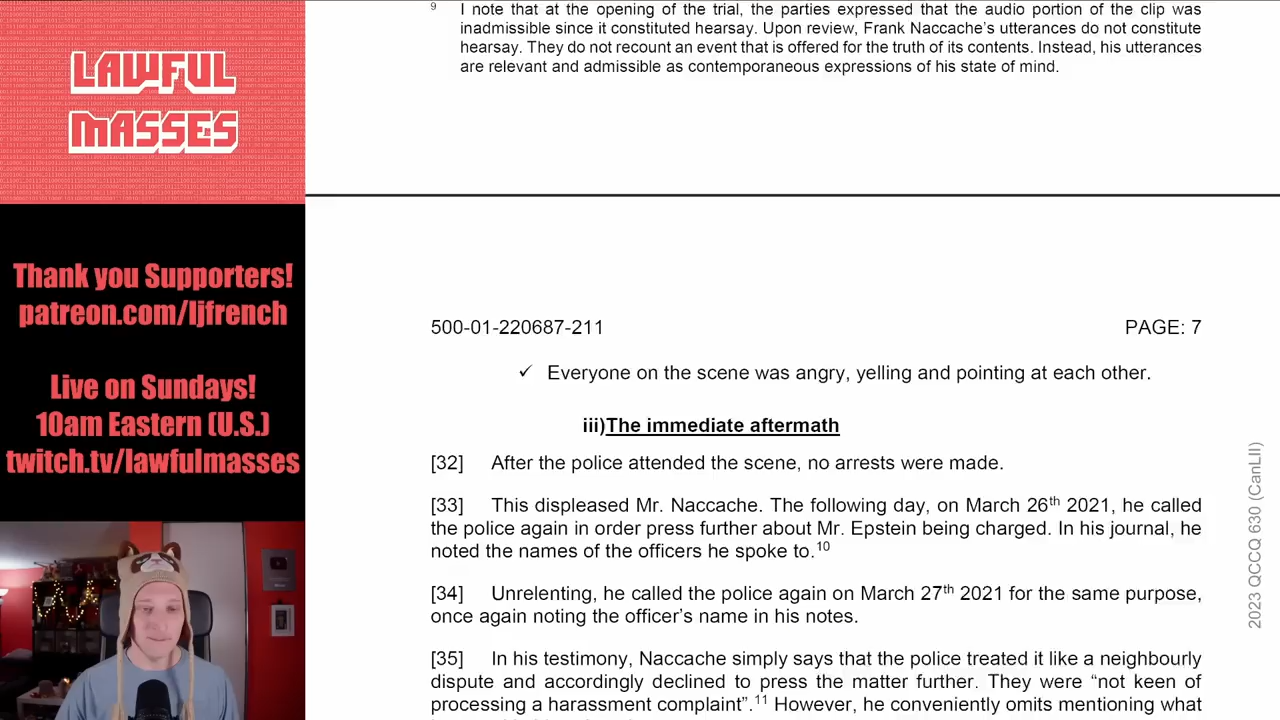 LAWFUL
MASSES
Thank you Supporters!
patreon.com/ljfrench
Live on Sundays!
10am Eastern (U.S.)
twitch.tv/lawfulmasses
9 I note that at the opening of the trial, the parties expressed that the audio portion of the clip was
inadmissible since it constituted hearsay. Upon review, Frank Naccache's utterances do not constitute
hearsay. They do not recount an event that is offered for the truth of its contents. Instead, his utterances
are relevant and admissible as contemporaneous expressions of his state of mind.
500-01-220687-211 PAGE: 7
✓ Everyone on the scene was angry, yelling and pointing at each other.
iii)The immediate aftermath
[32] After the police attended the scene, no arrests were made.
[33] This displeased Mr. Naccache. The following day, on March 26th 2021, he called
the police again in order press further about Mr. Epstein being charged. In his journal, he
noted the names of the officers he spoke to.10
[34] Unrelenting, he called the police again on March 27th 2021 for the same purpose,
once again noting the officer's name in his notes.
[35] In his testimony, Naccache simply says that the police treated it like a neighbourly
dispute and accordingly declined to press the matter further. They were "not keen of
processing a harassment complaint".11 However, he conveniently omits mentioning what
2023 QCCQ 630 (CanLII)